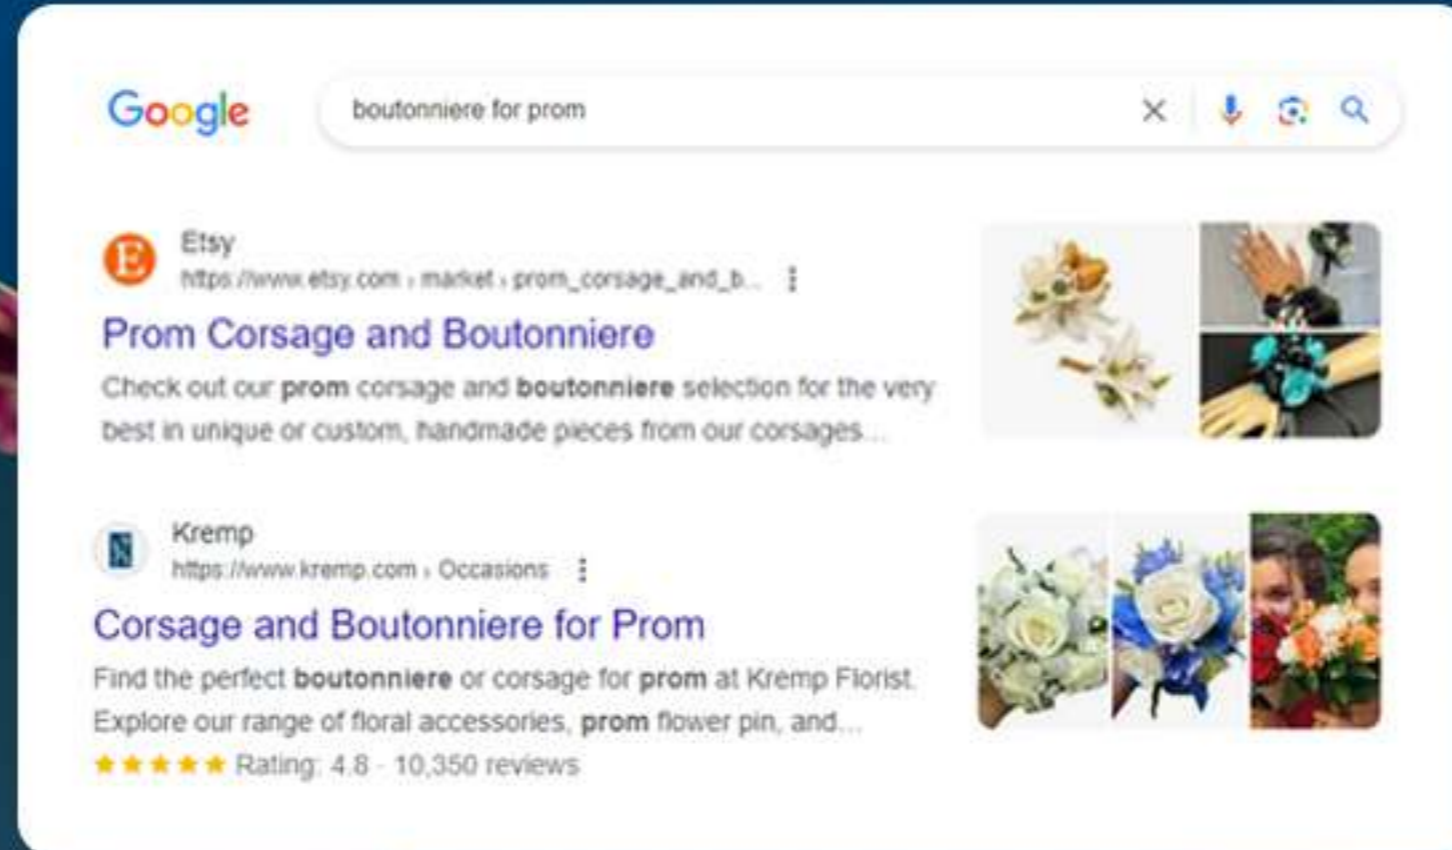 Google
boutonniere for prom
E
Etsy
https://www.etsy.com › market › prom_corsage_and_b...
Prom Corsage and Boutonniere
Check out our prom corsage and boutonniere selection for the very
best in unique or custom, handmade pieces from our corsages...
Kremp
https://www.kremp.com › Occasions
Corsage and Boutonniere for Prom
Find the perfect boutonniere or corsage for prom at Kremp Florist.
Explore our range of floral accessories, prom flower pin, and...
Rating: 4.8 · 10,350 reviews